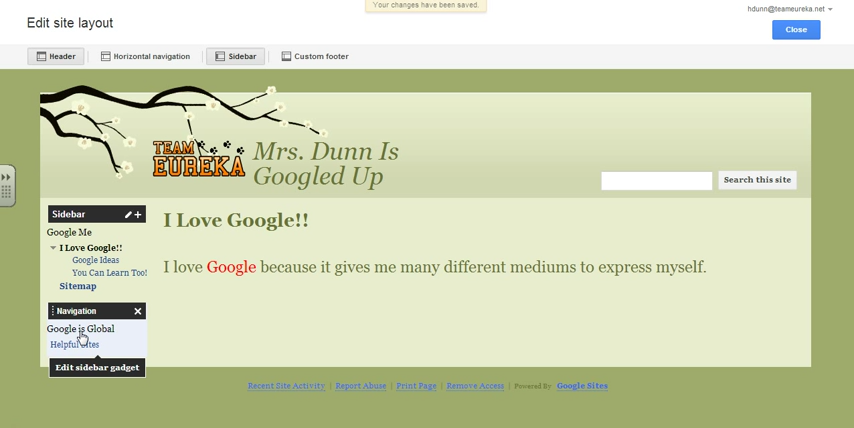 Your changes have been saved.
hdunn@teameureka.net
Edit site layout
Close
Header
Horizontal navigation
Sidebar
Custom footer
TEAM
EUREKA
Mrs. Dunn Is
Googled Up
Search this site
Sidebar
Google Me
I Love Google!!
Google Ideas
You Can Learn Too!
Sitemap
I Love Google!!
I love Google because it gives me many different mediums to express myself.
Navigation
Google is Global
Helpful Sites
Edit sidebar gadget
Recent Site Activity | Report Abuse | Print Page | Remove Access | Powered By Google Sites